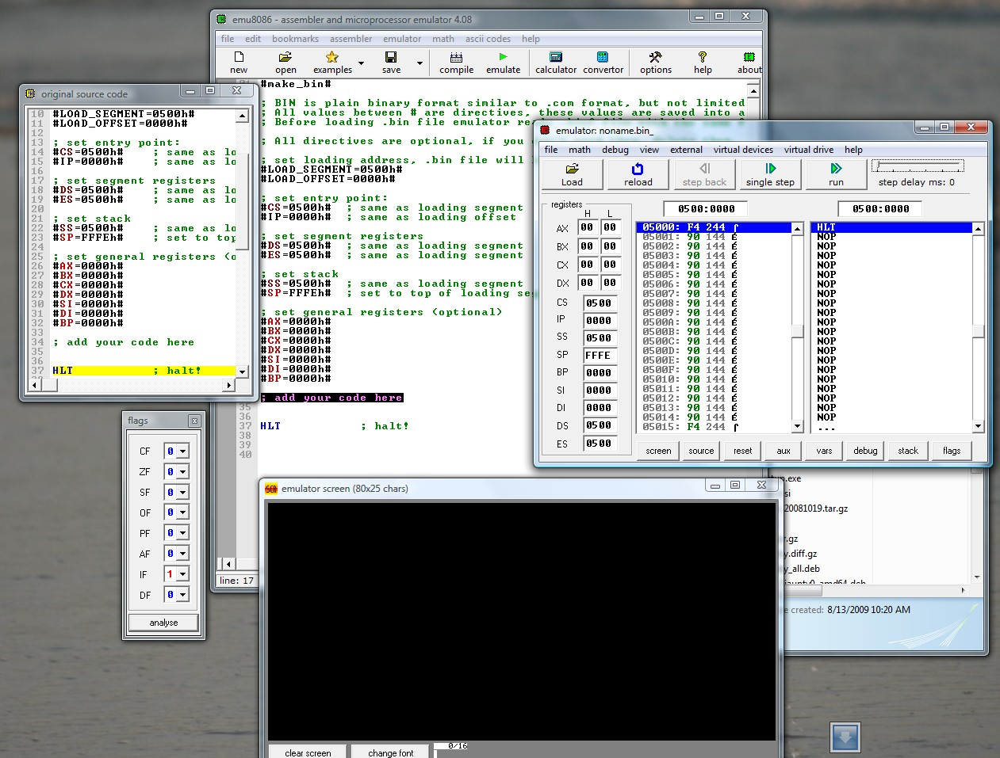 emu8086 - assembler and microprocessor emulator 4.08
file edit bookmarks assembler emulator math ascii codes help
new open examples save compile emulate calculator convertor options help about
#make_bin#
; BIN is plain binary format similar to .com format, but not limited
; All values between # are directives, these values are saved into a
; Before loading .bin file emulator
; All directives are optional, if you
; set loading address, .bin file will
#LOAD_SEGMENT=0500h#
#LOAD_OFFSET=0000h#
; set entry point:
#CS=0500h# ; same as loading segment
#IP=0000h# ; same as loading offset
; set segment registers
#DS=0500h# ; same as loading segment
#ES=0500h# ; same as loading segment
; set stack
#SS=0500h# ; same as loading segment
#SP=FFFEh# ; set to top of loading
; set general registers (optional)
#AX=0000h#
#BX=0000h#
#CX=0000h#
#DX=0000h#
#SI=0000h#
#DI=0000h#
#BP=0000h#
; add your code here
35
36
37 HLT ; halt!
38
39
40
line: 17
original source code
10 #LOAD_SEGMENT=0500h#
11 #LOAD_OFFSET=0000h#
12
13 ; set entry point:
14 #CS=0500h# ; same as lo
15 #IP=0000h# ; same as lo
16
17 ; set segment registers
18 #DS=0500h# ; same as lo
19 #ES=0500h# ; same as lo
20
21 ; set stack
22 #SS=0500h# ; same as lo
23 #SP=FFFEh# ; set to top
24
25 ; set general registers (o
26 #AX=0000h#
27 #BX=0000h#
28 #CX=0000h#
29 #DX=0000h#
30 #SI=0000h#
31 #DI=0000h#
32 #BP=0000h#
33
34 ; add your code here
35
36
37 HLT ; halt!
flags
CF 0
ZF 0
SF 0
OF 0
PF 0
AF 0
IF 1
DF 0
analyse
emulator: noname.bin_
file math debug view external virtual devices virtual drive help
Load reload step back single step run step delay ms: 0
registers
H L
AX 00 00
BX 00 00
CX 00 00
DX 00 00
CS 0500
IP 0000
SS 0500
SP FFFE
BP 0000
SI 0000
DI 0000
DS 0500
ES 0500
0500:0000 0500:0000
05000: F4 244 ⌠ HLT
05001: 90 144 É NOP
05002: 90 144 É NOP
05003: 90 144 É NOP
05004: 90 144 É NOP
05005: 90 144 É NOP
05006: 90 144 É NOP
05007: 90 144 É NOP
05008: 90 144 É NOP
05009: 90 144 É NOP
0500A: 90 144 É NOP
0500B: 90 144 É NOP
0500C: 90 144 É NOP
0500D: 90 144 É NOP
0500E: 90 144 É NOP
0500F: 90 144 É NOP
05010: 90 144 É NOP
05011: 90 144 É NOP
05012: 90 144 É NOP
05013: 90 144 É NOP
05014: 90 144 É NOP
05015: F4 244 ⌠ ...
screen source reset aux vars debug stack flags
.exe
si
20081019.tar.gz
r.gz
y.diff.gz
y_all.deb
jaunty0_amd64.deb
e created: 8/13/2009 10:20 AM
SCR emulator screen (80x25 chars)
clear screen change font 0/16